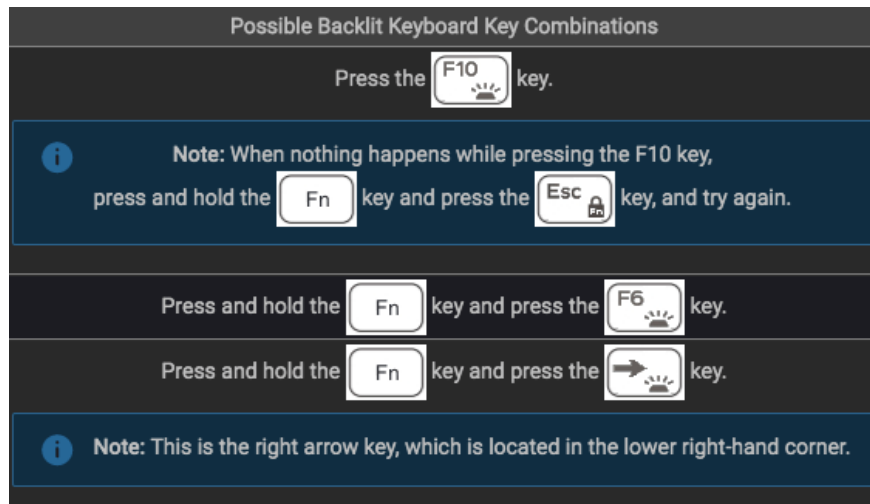 Possible Backlit Keyboard Key Combinations
Press the F10 key.
Note: When nothing happens while pressing the F10 key,
press and hold the Fn key and press the Esc Fn key, and try again.
Press and hold the Fn key and press the F6 key.
Press and hold the Fn key and press the key.
Note: This is the right arrow key, which is located in the lower right-hand corner.